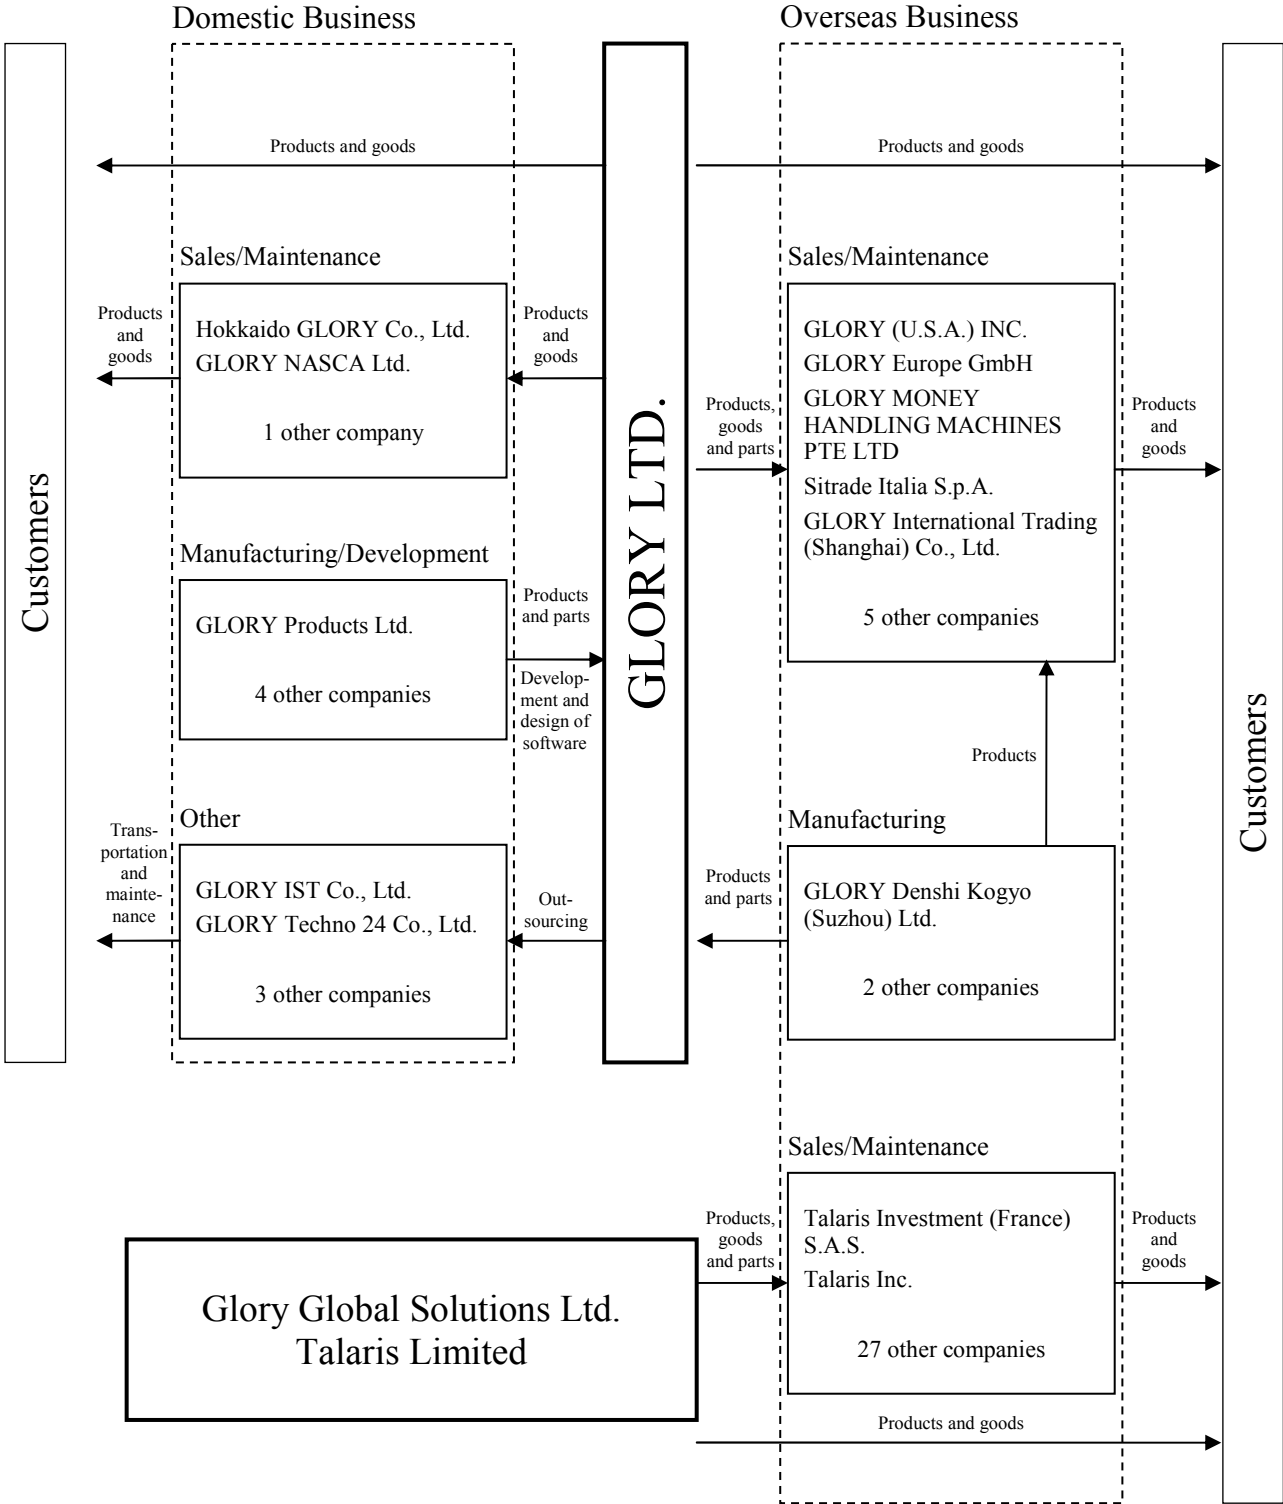 Domestic Business
Overseas Business
Products and goods
Products and goods
Sales/Maintenance
Products
and
goods
Hokkaido GLORY Co., Ltd.
GLORY NASCA Ltd.
1 other company
Products
and
goods
Manufacturing/Development
GLORY Products Ltd.
4 other companies
Products
and parts
Develop-
ment and
design of
software
Other
Trans-
portation
and
mainte-
nance
GLORY IST Co., Ltd.
GLORY Techno 24 Co., Ltd.
3 other companies
Out-
sourcing
Customers
GLORY LTD.
Sales/Maintenance
Products,
goods
and parts
GLORY (U.S.A.) INC.
GLORY Europe GmbH
GLORY MONEY
HANDLING MACHINES
PTE LTD
Sitrade Italia S.p.A.
GLORY International Trading
(Shanghai) Co., Ltd.
5 other companies
Products
and
goods
Products
Manufacturing
Products
and parts
GLORY Denshi Kogyo
(Suzhou) Ltd.
2 other companies
Customers
Sales/Maintenance
Glory Global Solutions Ltd.
Talaris Limited
Products,
goods
and parts
Talaris Investment (France)
S.A.S.
Talaris Inc.
27 other companies
Products
and
goods
Products and goods